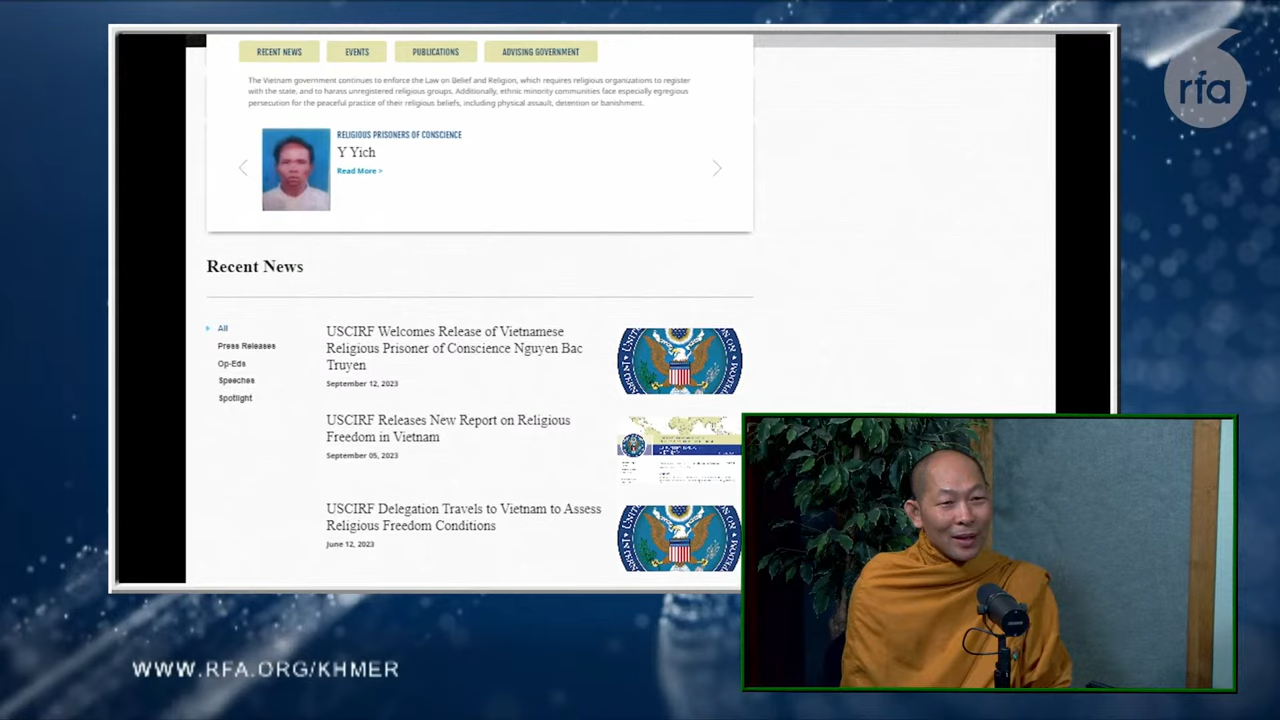 rfa
RECENT NEWS
EVENTS
PUBLICATIONS
ADVISING GOVERNMENT
The Vietnam government continues to enforce the Law on Belief and Religion, which requires religious organizations to register
with the state, and to harass unregistered religious groups. Additionally, ethnic minority communities face especially egregious
persecution for the peaceful practice of their religious beliefs, including physical assault, detention or banishment.
RELIGIOUS PRISONERS OF CONSCIENCE
Y Yich
Read More >
Recent News
All
Press Releases
Op-Eds
Speeches
Spotlight
USCIRF Welcomes Release of Vietnamese
Religious Prisoner of Conscience Nguyen Bac
Truyen
September 12, 2023
USCIRF Releases New Report on Religious
Freedom in Vietnam
September 05, 2023
USCIRF Delegation Travels to Vietnam to Assess
Religious Freedom Conditions
June 12, 2023
WWW.RFA.ORG/KHMER